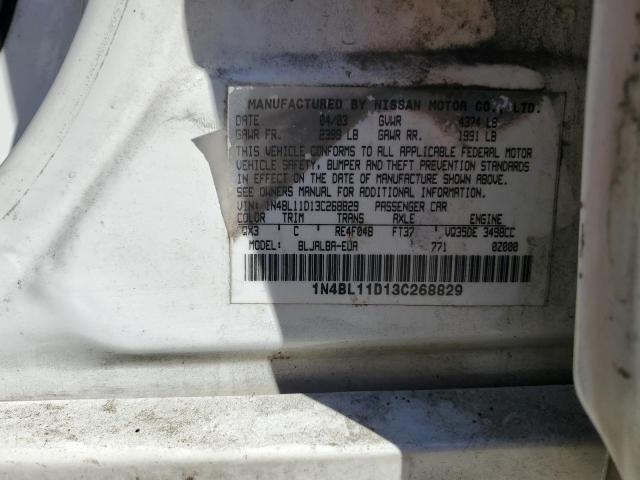 MANUFACTURED BY NISSAN MOTOR CO., LTD.
DATE 04/03 GVWR 4374 LB
GAWR FR. 2399 LB GAWR RR. 1991 LB
THIS VEHICLE CONFORMS TO ALL APPLICABLE FEDERAL MOTOR
VEHICLE SAFETY, BUMPER AND THEFT PREVENTION STANDARDS
IN EFFECT ON THE DATE OF MANUFACTURE SHOWN ABOVE.
SEE OWNERS MANUAL FOR ADDITIONAL INFORMATION.
VIN: 1N4BL11D13C268829 PASSENGER CAR
COLOR TRIM TRANS AXLE ENGINE
QX3 C RE4F04B FT37 VQ35DE 3498CC
MODEL: BLJALBA-EUA 771 02000
1N4BL11D13C268829